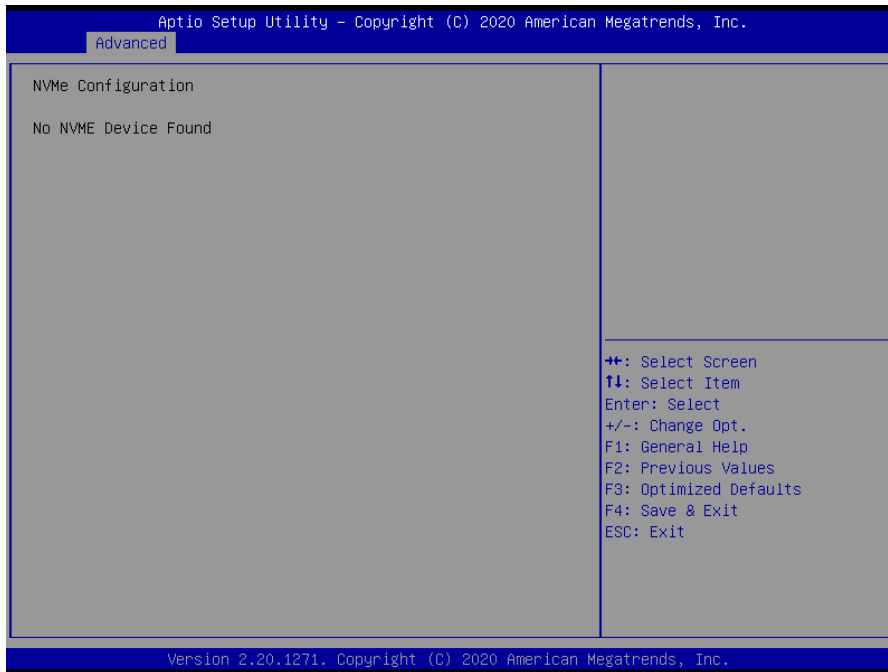 Aptio Setup Utility – Copyright (C) 2020 American Megatrends, Inc.
Advanced
NVMe Configuration
No NVME Device Found
→←: Select Screen
↑↓: Select Item
Enter: Select
+/-: Change Opt.
F1: General Help
F2: Previous Values
F3: Optimized Defaults
F4: Save & Exit
ESC: Exit
Version 2.20.1271. Copyright (C) 2020 American Megatrends, Inc.